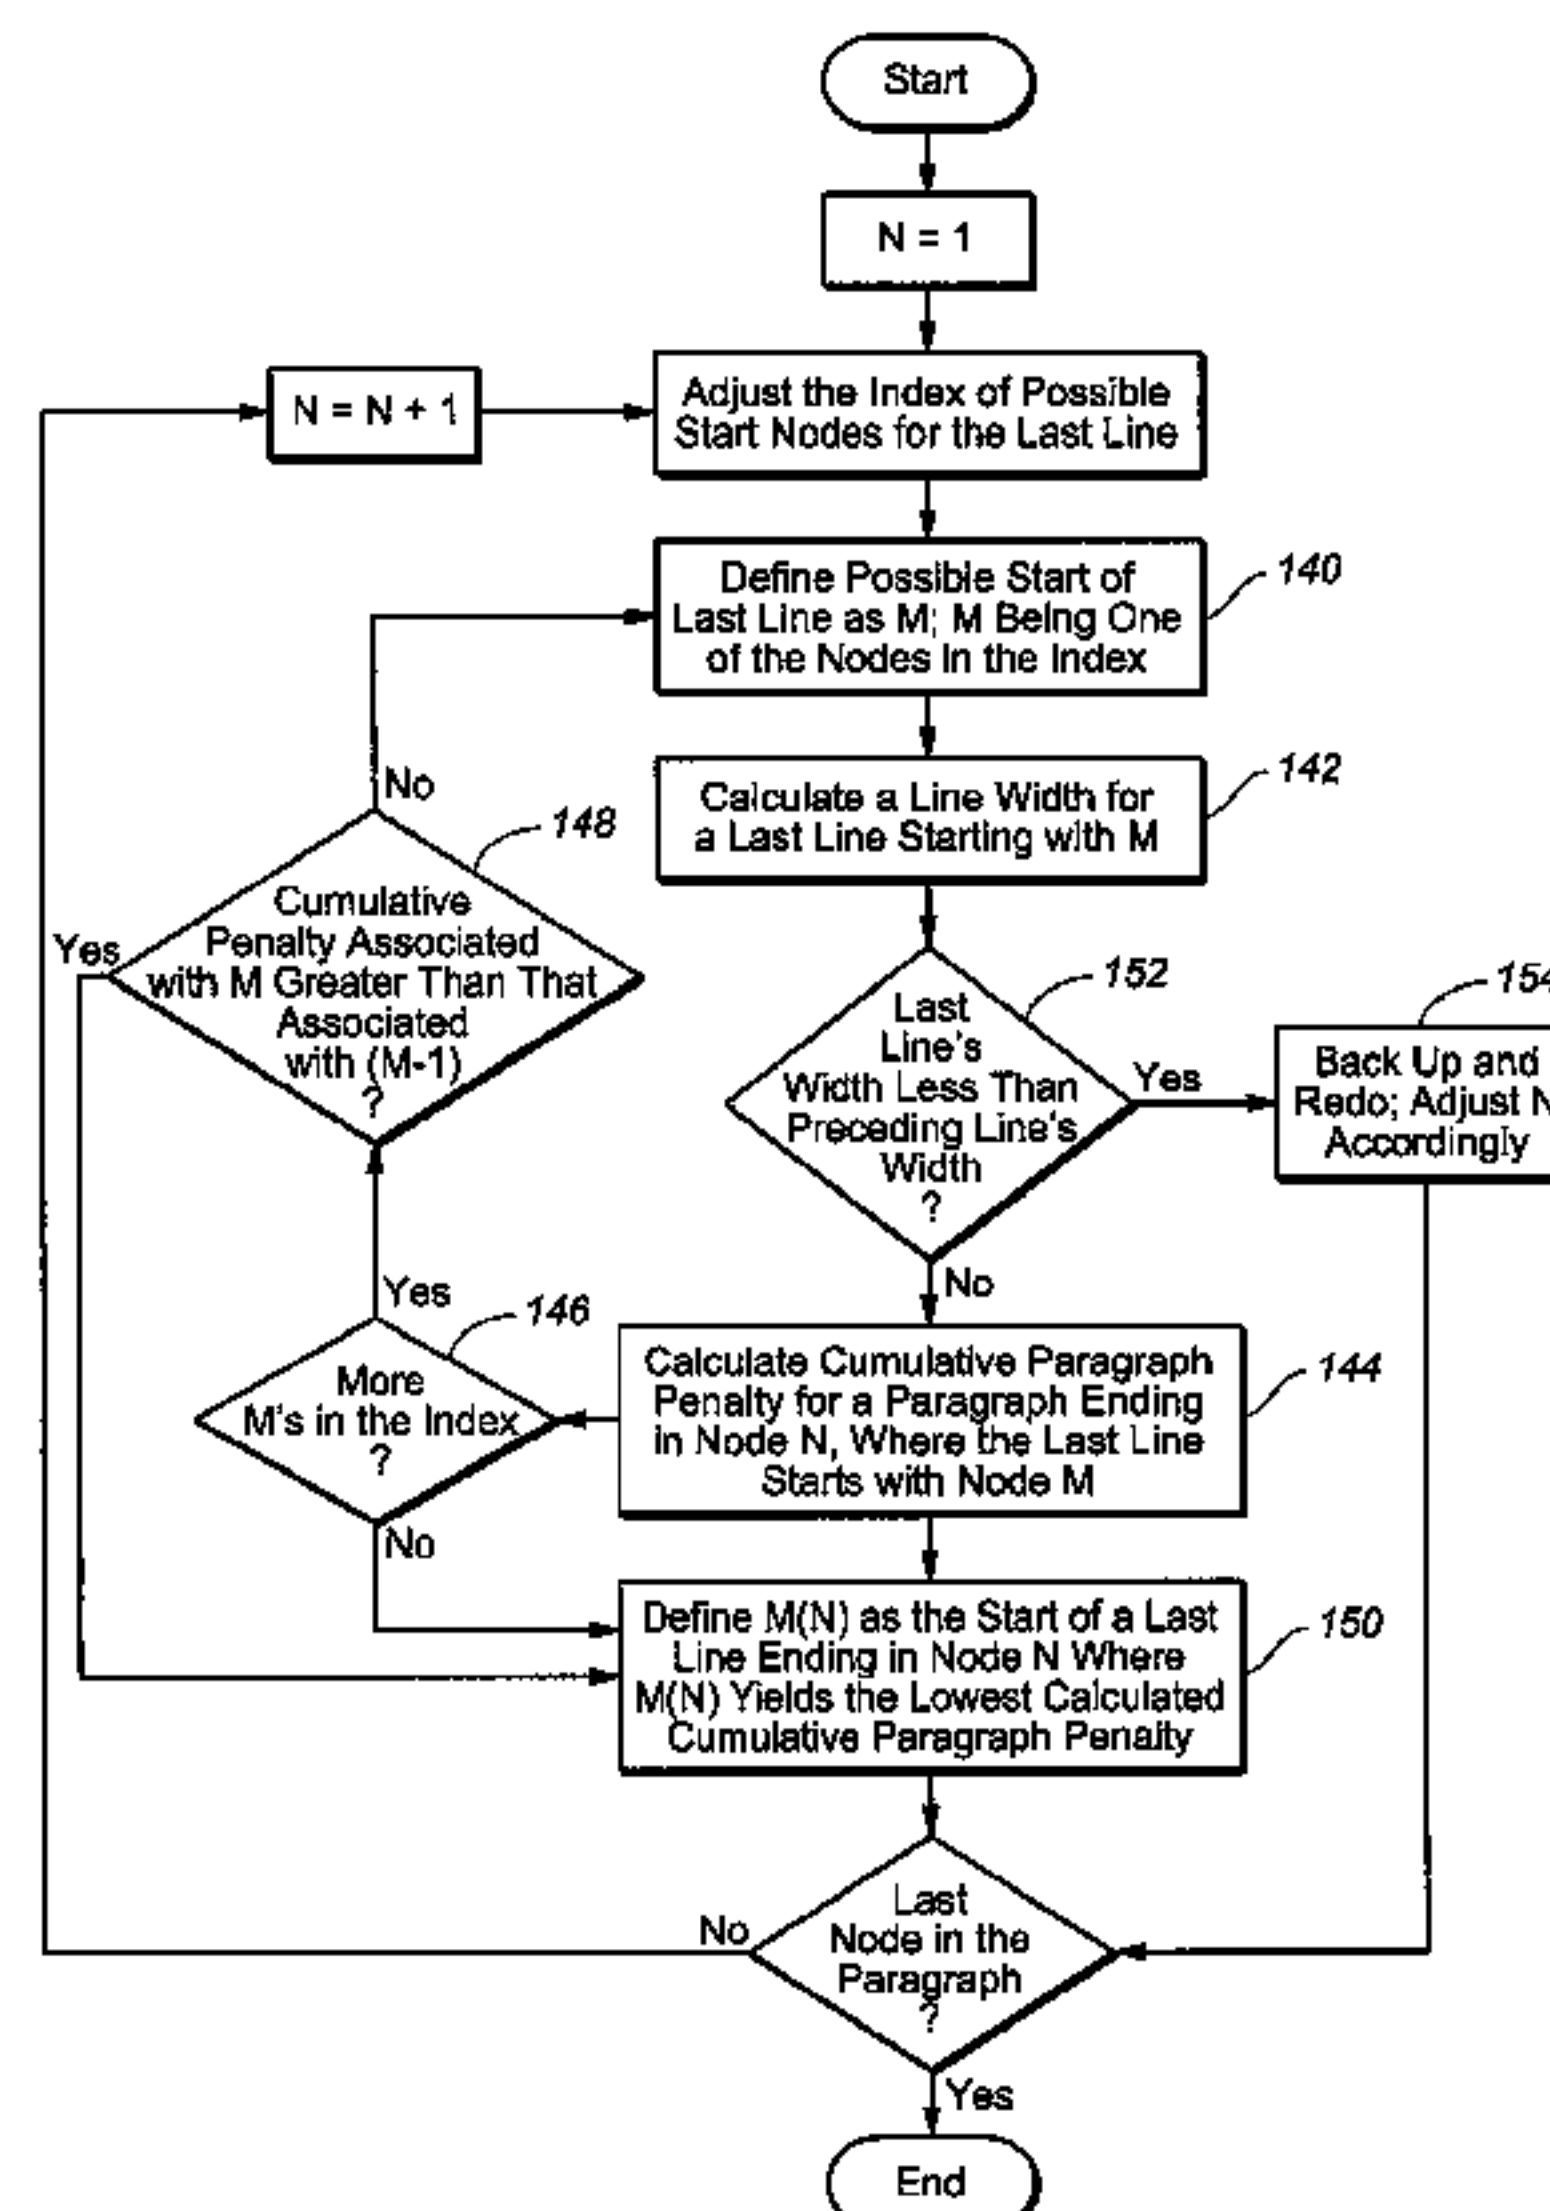 Start
N = 1
N = N + 1
Adjust the Index of Possible
Start Nodes for the Last Line
Define Possible Start of
Last Line as M; M Being One
of the Nodes in the Index
140
Calculate a Line Width for
a Last Line Starting with M
142
No
148
Cumulative
Penalty Associated
with M Greater Than That
Associated
with (M-1)
?
Yes
152
Last
Line's
Width Less Than
Preceding Line's
Width
?
Yes
154
Back Up and
Redo; Adjust N
Accordingly
No
Yes
146
More
M's in the Index
?
No
Calculate Cumulative Paragraph
Penalty for a Paragraph Ending
in Node N, Where the Last Line
Starts with Node M
144
Define M(N) as the Start of a Last
Line Ending in Node N Where
M(N) Yields the Lowest Calculated
Cumulative Paragraph Penalty
150
No
Last
Node in the
Paragraph
?
Yes
End